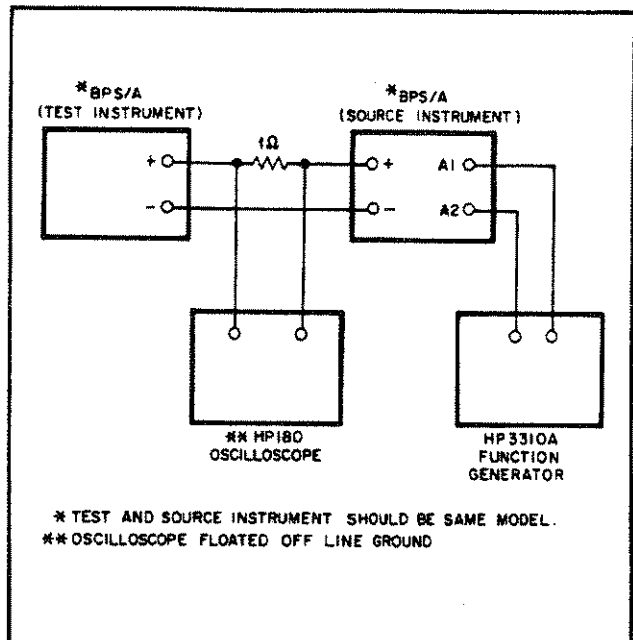 *BPS/A
(TEST INSTRUMENT)
*BPS/A
(SOURCE INSTRUMENT)
1Ω
+
+
A1
-
-
A2
** HP180
OSCILLOSCOPE
HP3310A
FUNCTION
GENERATOR
* TEST AND SOURCE INSTRUMENT SHOULD BE SAME MODEL.
** OSCILLOSCOPE FLOATED OFF LINE GROUND